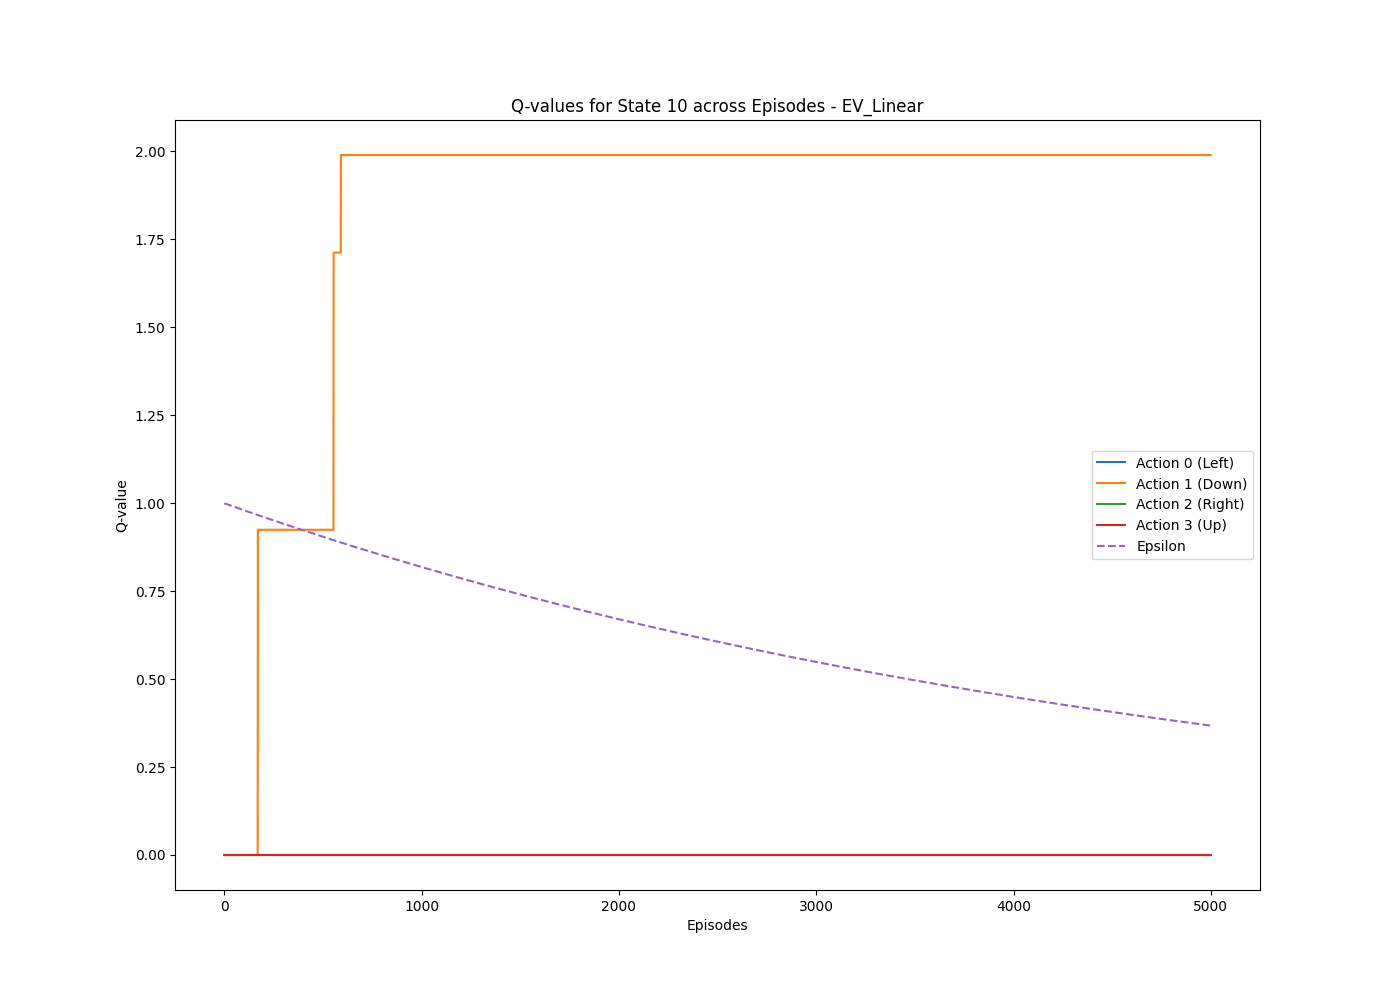 Q-values for State 10 across Episodes - EV_Linear
2.00
1.75
1.50
1.25
1.00
0.75
0.50
0.25
0.00
Q-value
Action 0 (Left)
Action 1 (Down)
Action 2 (Right)
Action 3 (Up)
Epsilon
0 1000 2000 3000 4000 5000
Episodes